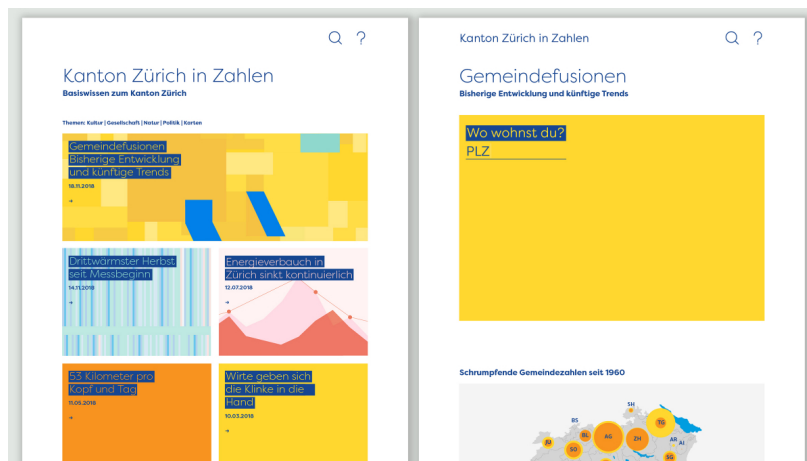 Kanton Zürich in Zahlen
Basiswissen zum Kanton Zürich
Themen: Kultur | Gesellschaft | Natur | Politik | Karten
Gemeindefusionen
Bisherige Entwicklung
und künftige Trends
18.11.2018
Drittwärmster Herbst
seit Messbeginn
14.11.2018
Energieverbauch in
Zürich sinkt kontinuierlich
12.07.2018
53 Kilometer pro
Kopf und Tag
11.05.2018
Wirte geben sich
die Klinke in die
Hand
10.03.2018
Kanton Zürich in Zahlen
Gemeindefusionen
Bisherige Entwicklung und künftige Trends
Wo wohnst du?
PLZ
Schrumpfende Gemeindezahlen seit 1960
SH
BS
TG
BL
AG
ZH
AR
AI
JU
SO
SG